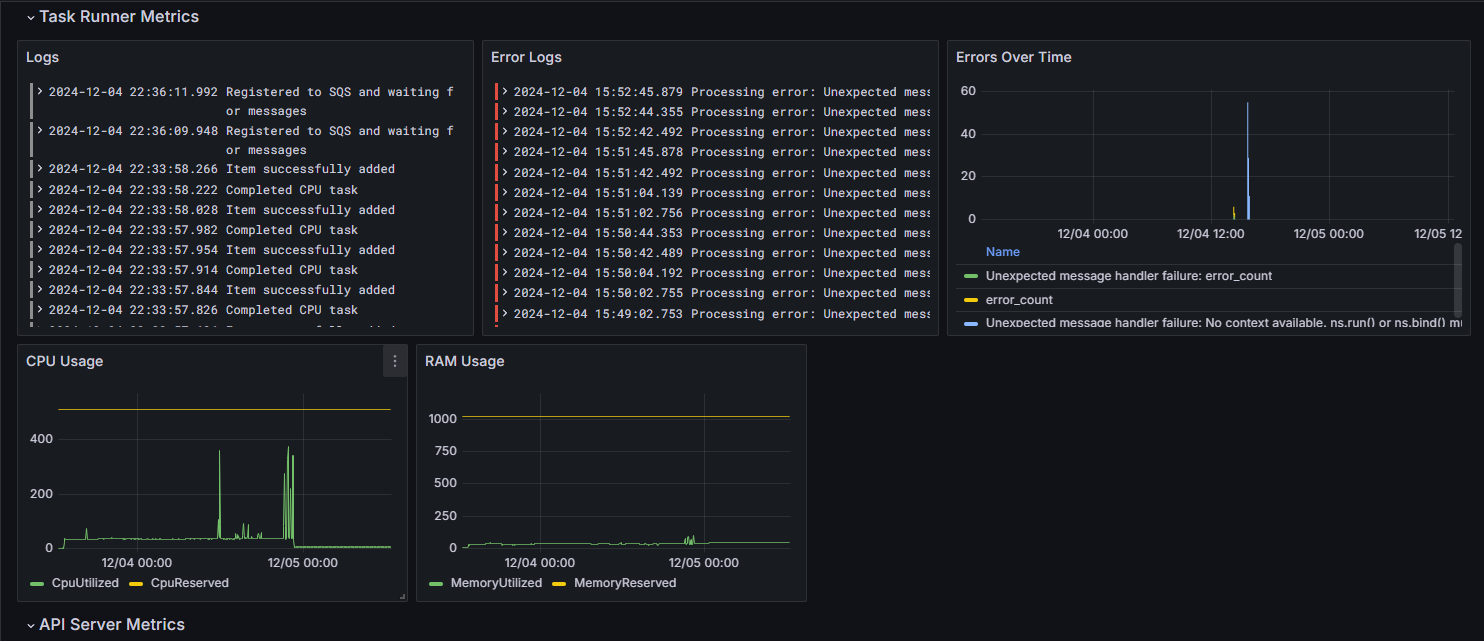 Task Runner Metrics
Logs
2024-12-04 22:36:11.992 Registered to SQS and waiting f
or messages
2024-12-04 22:36:09.948 Registered to SQS and waiting f
or messages
2024-12-04 22:33:58.266 Item successfully added
2024-12-04 22:33:58.222 Completed CPU task
2024-12-04 22:33:58.028 Item successfully added
2024-12-04 22:33:57.982 Completed CPU task
2024-12-04 22:33:57.954 Item successfully added
2024-12-04 22:33:57.914 Completed CPU task
2024-12-04 22:33:57.844 Item successfully added
2024-12-04 22:33:57.826 Completed CPU task
Error Logs
2024-12-04 15:52:45.879 Processing error: Unexpected mess
2024-12-04 15:52:44.355 Processing error: Unexpected mess
2024-12-04 15:52:42.492 Processing error: Unexpected mess
2024-12-04 15:51:45.878 Processing error: Unexpected mess
2024-12-04 15:51:42.492 Processing error: Unexpected mess
2024-12-04 15:51:04.139 Processing error: Unexpected mess
2024-12-04 15:51:02.756 Processing error: Unexpected mess
2024-12-04 15:50:44.353 Processing error: Unexpected mess
2024-12-04 15:50:42.489 Processing error: Unexpected mess
2024-12-04 15:50:04.192 Processing error: Unexpected mess
2024-12-04 15:50:02.755 Processing error: Unexpected mess
2024-12-04 15:49:02.753 Processing error: Unexpected mess
Errors Over Time
60
40
20
0
12/04 00:00 12/04 12:00 12/05 00:00 12/05 12
Name
Unexpected message handler failure: error_count
error_count
Unexpected message handler failure: No context available. ns.run() or ns.bind() m
CPU Usage
400
200
0
12/04 00:00 12/05 00:00
CpuUtilized CpuReserved
RAM Usage
1000
750
500
250
0
12/04 00:00 12/05 00:00
MemoryUtilized MemoryReserved
API Server Metrics